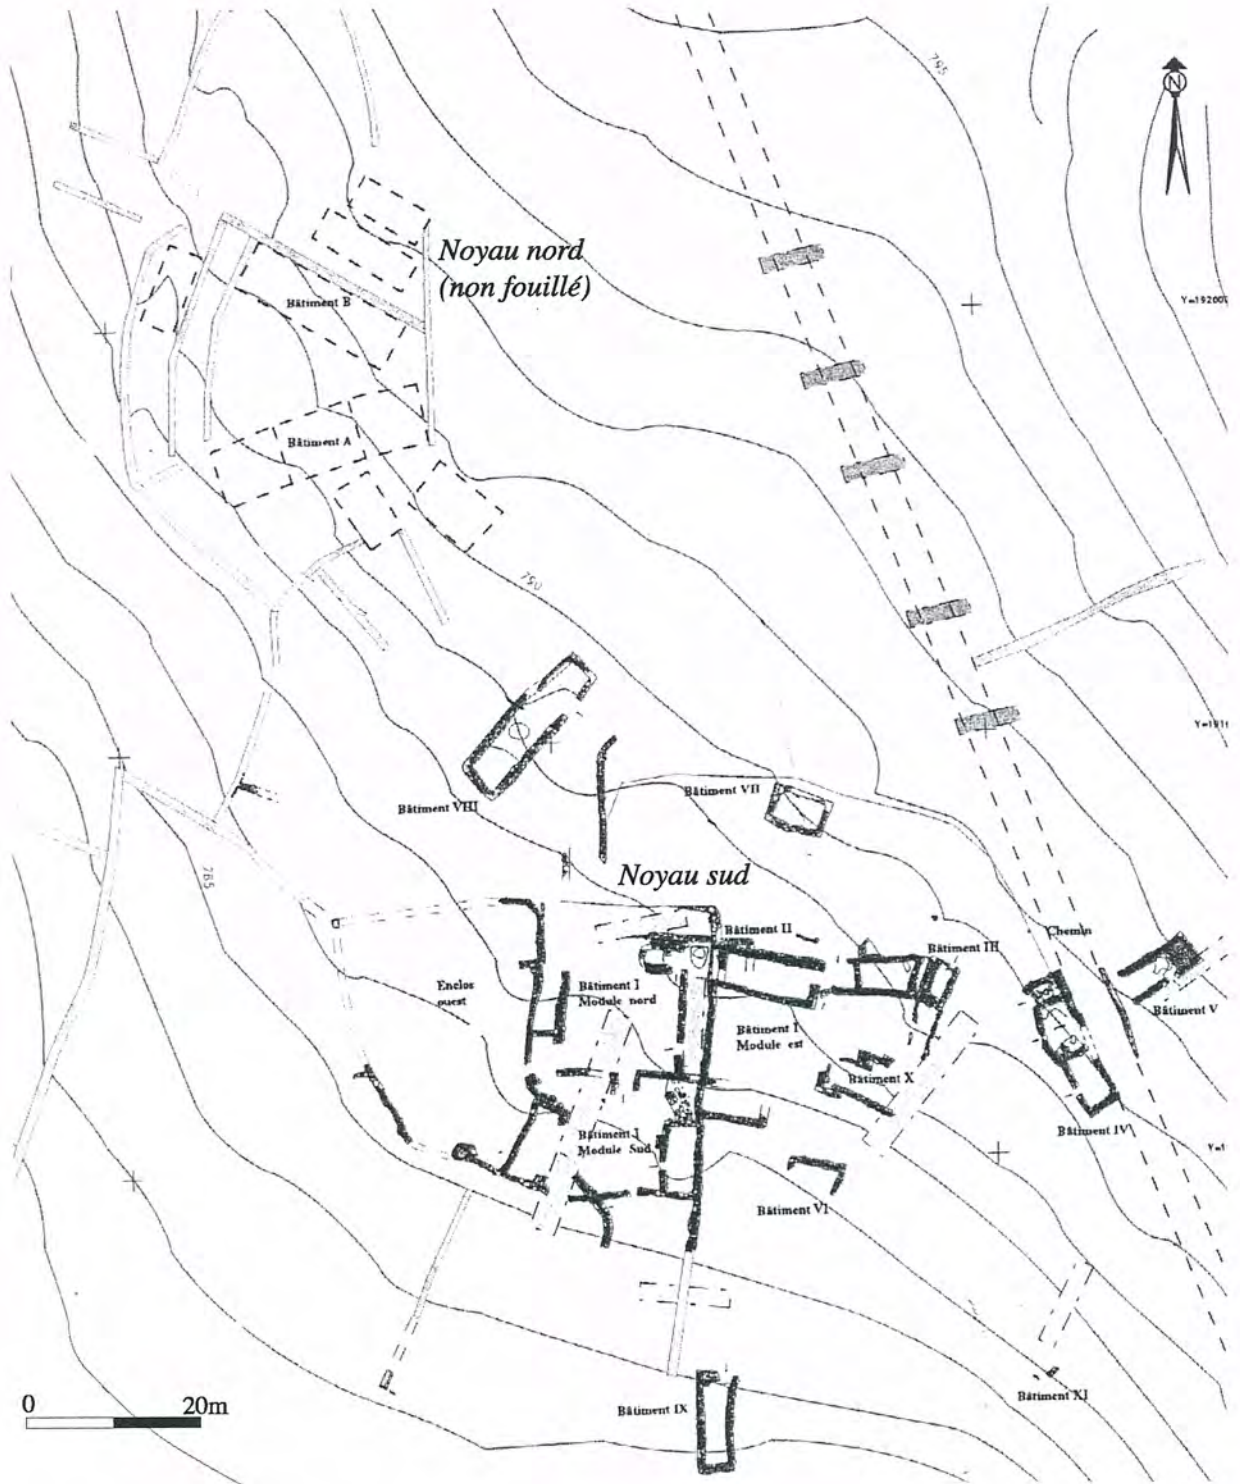 795
N
Noyau nord
(non fouillé)
Bâtiment B
Bâtiment A
790
Bâtiment VIII
Bâtiment VII
785
Noyau sud
Bâtiment II
Bâtiment III
Chemin
Enclos
ouest
Bâtiment I
Module nord
Bâtiment I
Module est
Bâtiment V
Bâtiment X
Bâtiment IV
Bâtiment I
Module Sud
Bâtiment VI
0 20m
Bâtiment IX
Bâtiment XI